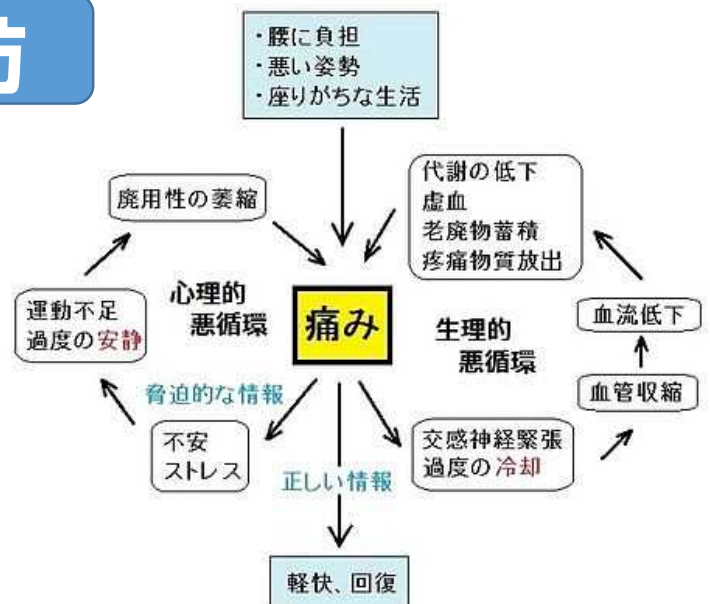 防
・腰に負担
・悪い姿勢
・座りがちな生活
廃用性の萎縮
代謝の低下
虚血
老廃物蓄積
疼痛物質放出
心理的
悪循環
痛み
生理的
悪循環
運動不足
過度の安静
血流低下
血管収縮
脅迫的な情報
不安
ストレス
正しい情報
交感神経緊張
過度の冷却
軽快、回復